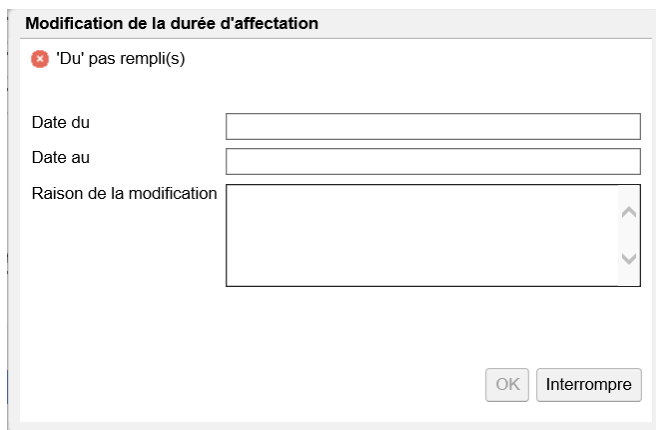 Modification de la durée d'affectation
'Du' pas rempli(s)
Date du
Date au
Raison de la modification
OK Interrompre